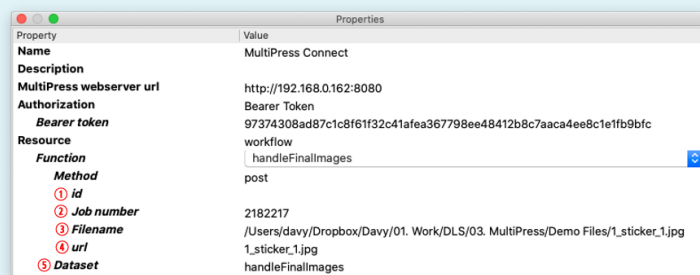 Properties
Property Value
Name MultiPress Connect
Description
MultiPress webserver url http://192.168.0.162:8080
Authorization Bearer Token
Bearer token 97374308ad87c1c8f61f32c41afea367798ee48412b8c7aaca4ee8c1e1fb9bfc
Resource workflow
Function handleFinalImages
Method post
① id
② Job number 2182217
③ Filename /Users/davy/Dropbox/Davy/01. Work/DLS/03. MultiPress/Demo Files/1_sticker_1.jpg
④ url 1_sticker_1.jpg
⑤ Dataset handleFinalImages